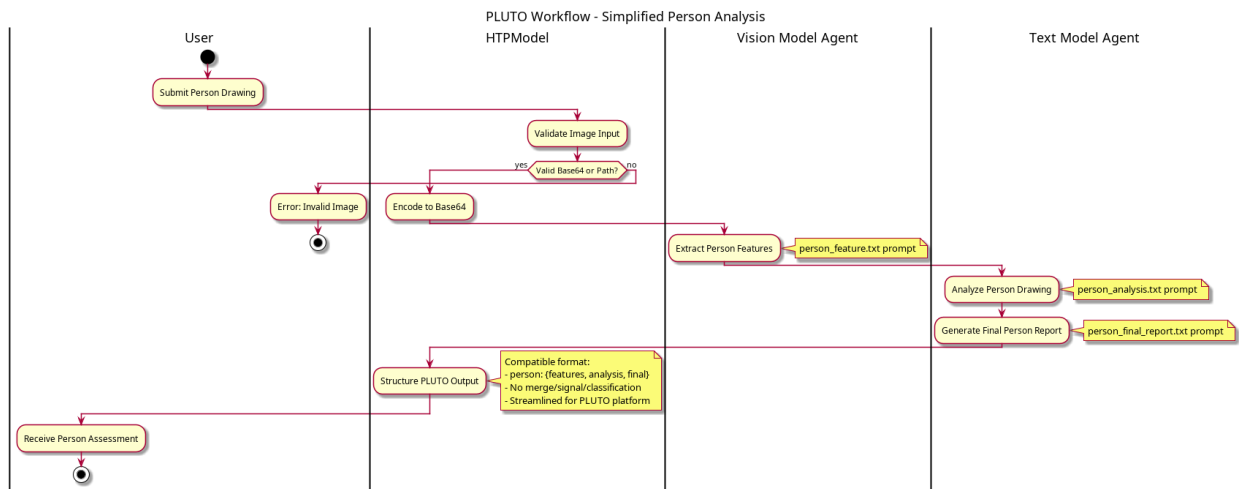 PLUTO Workflow - Simplified Person Analysis
User
HTPModel
Vision Model Agent
Text Model Agent
Submit Person Drawing
Validate Image Input
yes
Valid Base64 or Path?
no
Error: Invalid Image
Encode to Base64
Extract Person Features
person_feature.txt prompt
Analyze Person Drawing
person_analysis.txt prompt
Generate Final Person Report
person_final_report.txt prompt
Structure PLUTO Output
Compatible format:
- person: {features, analysis, final}
- No merge/signal/classification
- Streamlined for PLUTO platform
Receive Person Assessment